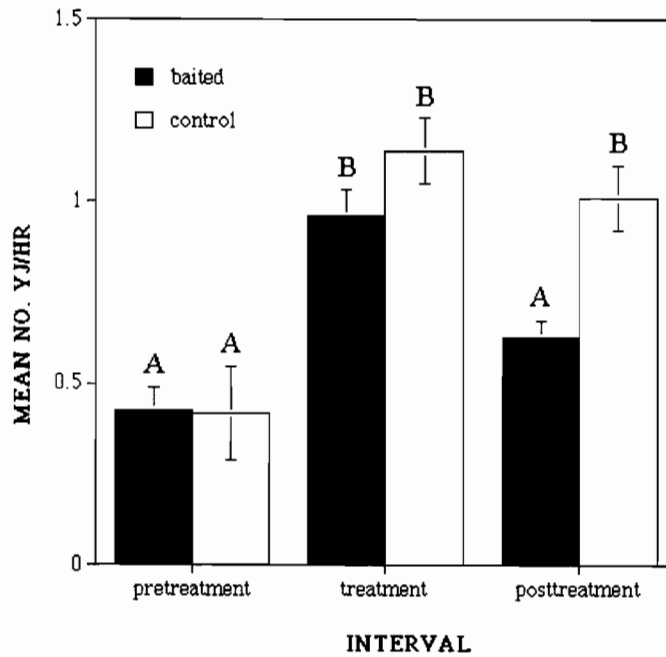 1.5
baited
control
B
B
B
1
A
A
A
0.5
0
MEAN NO. YJ/HR
pretreatment treatment posttreatment
INTERVAL